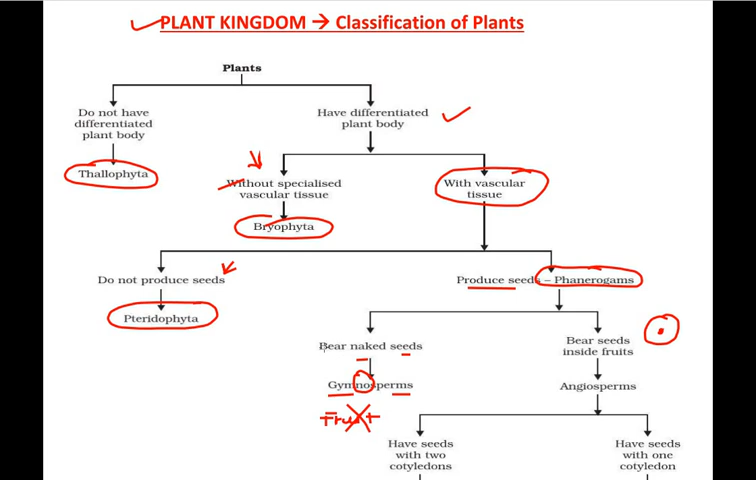 PLANT KINGDOM → Classification of Plants
Plants
Do not have
differentiated
plant body
Have differentiated
plant body
Thallophyta
Without specialised
vascular tissue
With vascular
tissue
Bryophyta
Do not produce seeds
Produce seeds – Phanerogams
Pteridophyta
Bear naked seeds
Bear seeds
inside fruits
Gymnosperms
Angiosperms
Fruit
Have seeds
with two
cotyledons
Have seeds
with one
cotyledon